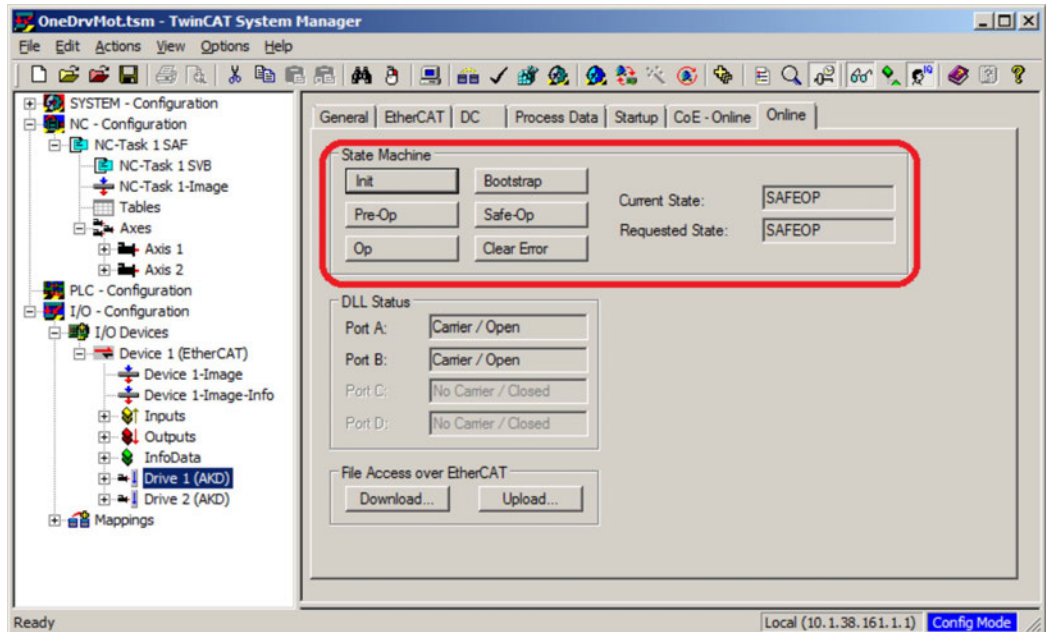 OneDrvMot.tsm - TwinCAT System Manager
File Edit Actions View Options Help
SYSTEM - Configuration
NC - Configuration
NC-Task 1 SAF
NC-Task 1 SVB
NC-Task 1-Image
Tables
Axes
Axis 1
Axis 2
PLC - Configuration
I/O - Configuration
I/O Devices
Device 1 (EtherCAT)
Device 1-Image
Device 1-Image-Info
Inputs
Outputs
InfoData
Drive 1 (AKD)
Drive 2 (AKD)
Mappings
General EtherCAT DC Process Data Startup CoE - Online Online
State Machine
Init Bootstrap
Pre-Op Safe-Op
Op Clear Error
Current State: SAFEOP
Requested State: SAFEOP
DLL Status
Port A: Carrier / Open
Port B: Carrier / Open
Port C: No Carrier / Closed
Port D: No Carrier / Closed
File Access over EtherCAT
Download... Upload...
Ready Local (10.1.38.161.1.1) Config Mode